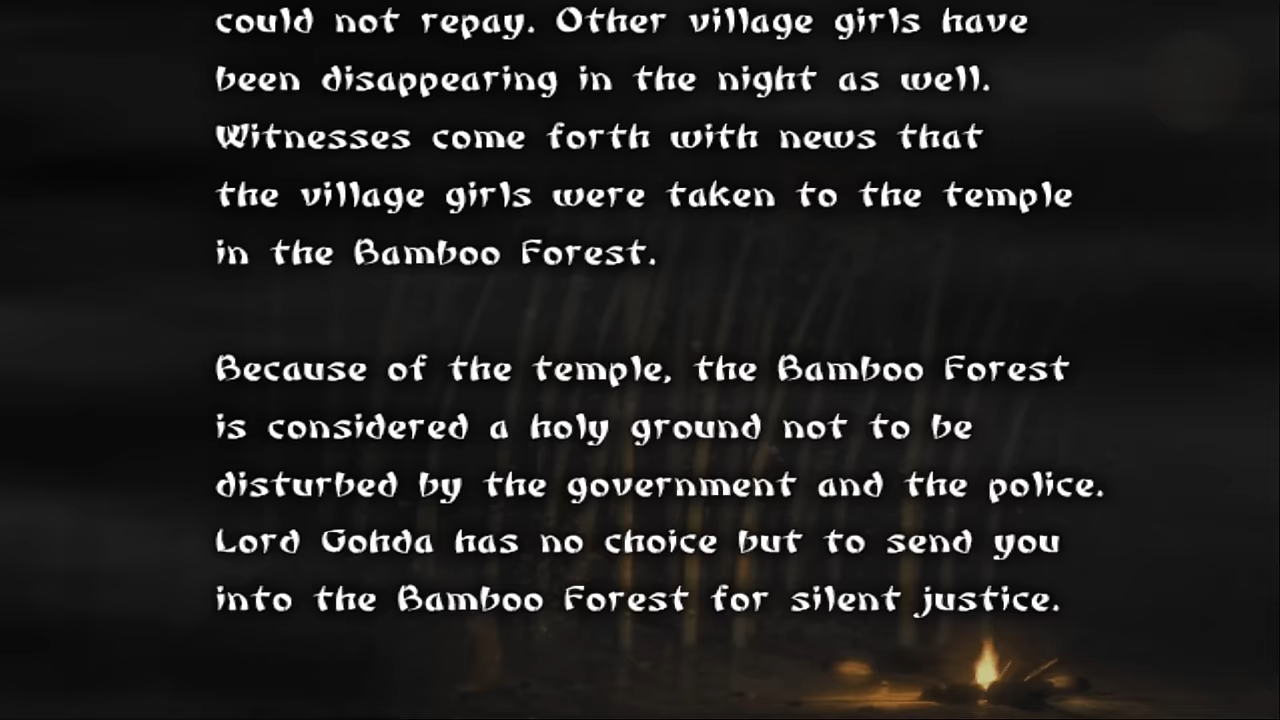 could not repay. Other village girls have
been disappearing in the night as well.
Witnesses come forth with news that
the village girls were taken to the temple
in the Bamboo Forest.
Because of the temple, the Bamboo Forest
is considered a holy ground not to be
disturbed by the government and the police.
Lord Gohda has no choice but to send you
into the Bamboo Forest for silent justice.